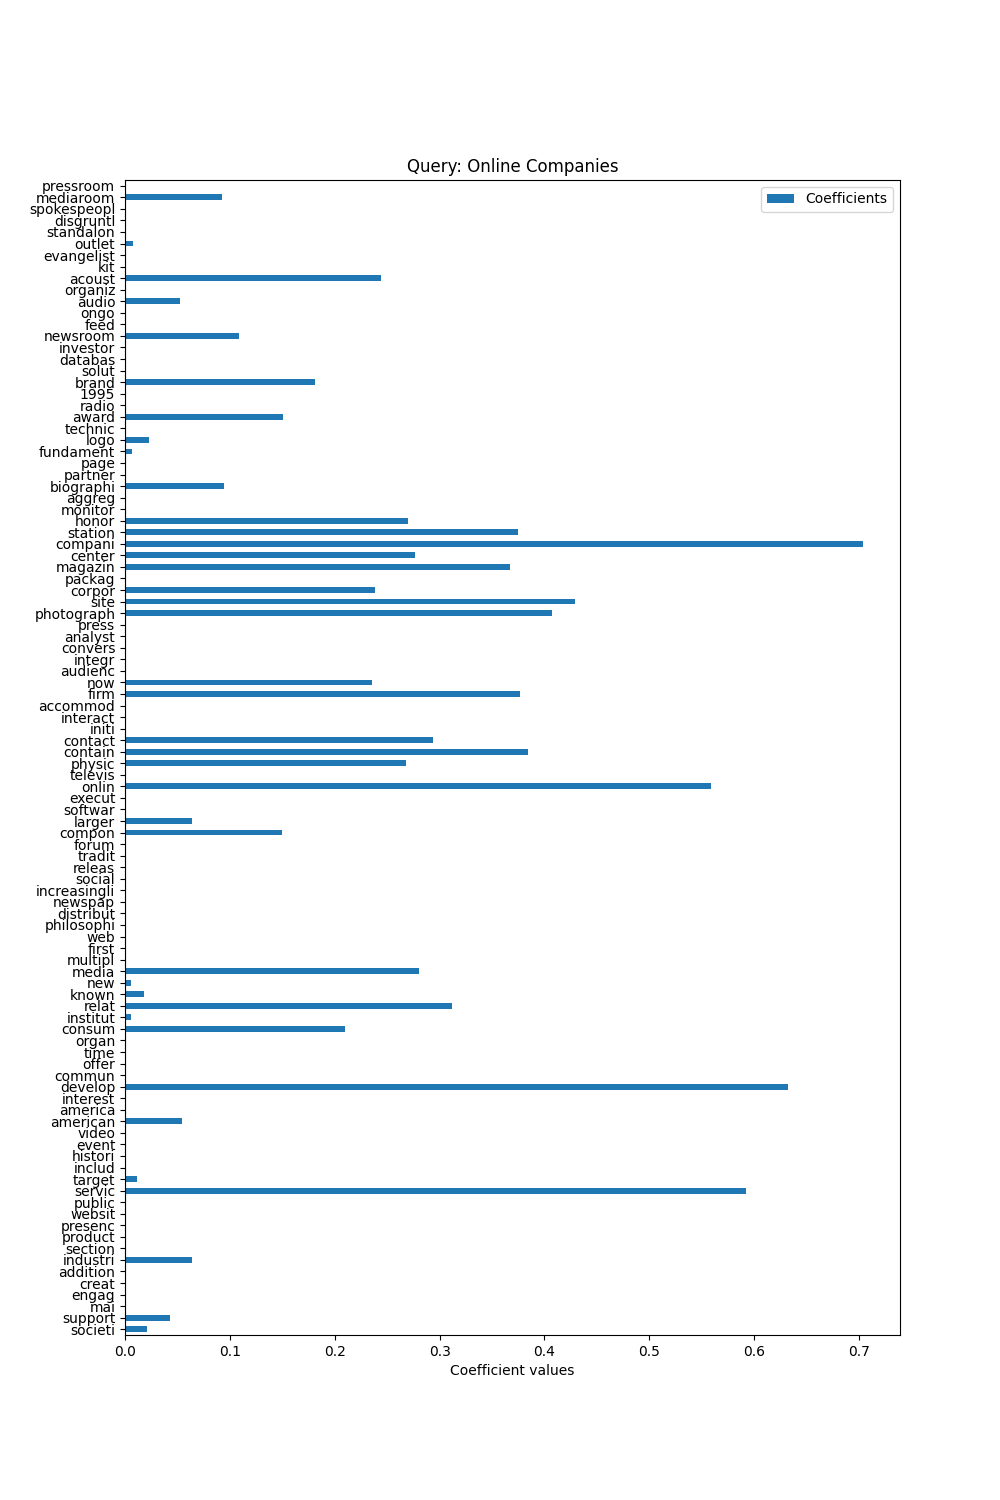 Query: Online Companies
Coefficients
pressroom
mediaroom
spokespeopl
disgruntl
standalon
outlet
evangelist
kit
acoust
organiz
audio
ongo
feed
newsroom
investor
databas
solut
brand
1995
radio
award
technic
logo
fundament
page
partner
biographi
aggreg
monitor
honor
station
compani
center
magazin
packag
corpor
site
photograph
press
analyst
convers
integr
audienc
now
firm
accommod
interact
initi
contact
contain
physic
televis
onlin
execut
softwar
larger
compon
forum
tradit
releas
social
increasingli
newspap
distribut
philosophi
web
first
multipl
media
new
known
relat
institut
consum
organ
time
offer
commun
develop
interest
america
american
video
event
histori
includ
target
servic
public
websit
presenc
product
section
industri
addition
creat
engag
mai
support
societi
0.0 0.1 0.2 0.3 0.4 0.5 0.6 0.7
Coefficient values